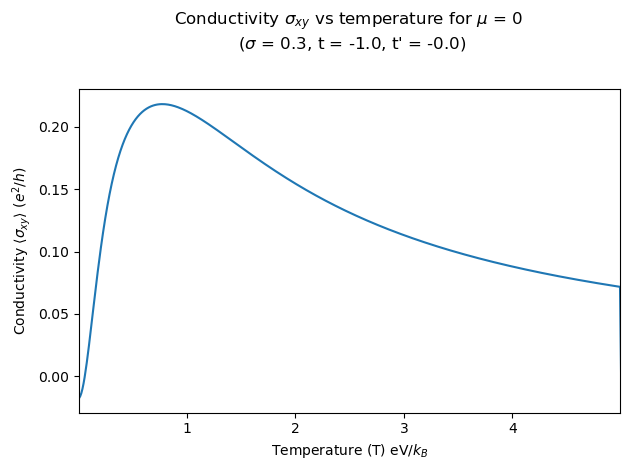 Conductivity σxy vs temperature for μ = 0
(σ = 0.3, t = -1.0, t' = -0.0)
Conductivity ⟨σxy⟩ (e²/h)
0.20
0.15
0.10
0.05
0.00
1 2 3 4
Temperature (T) eV/kB